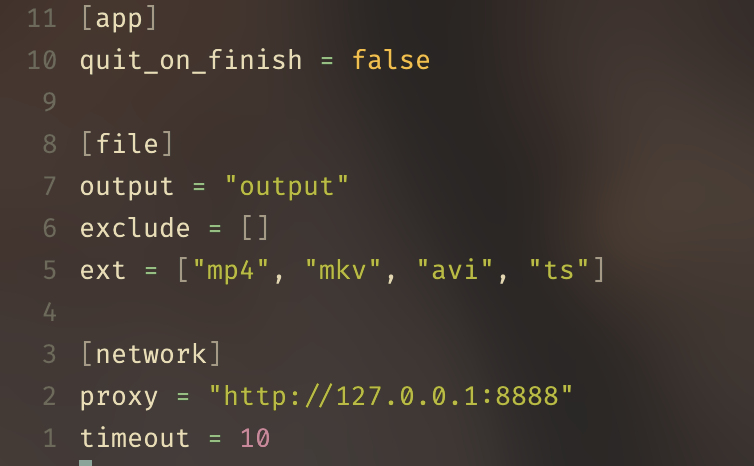 11 [app]
10 quit_on_finish = false
9
8 [file]
7 output = "output"
6 exclude = []
5 ext = ["mp4", "mkv", "avi", "ts"]
4
3 [network]
2 proxy = "http://127.0.0.1:8888"
1 timeout = 10